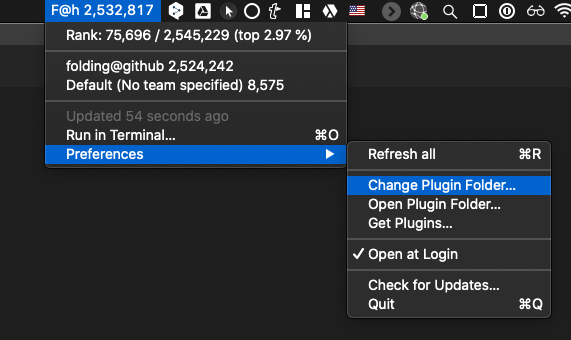 F@h 2,532,817
Rank: 75,696 / 2,545,229 (top 2.97 %)
folding@github 2,524,242
Default (No team specified) 8,575
Updated 54 seconds ago
Run in Terminal... ⌘O
Preferences ▶
Refresh all ⌘R
Change Plugin Folder...
Open Plugin Folder...
Get Plugins...
✓ Open at Login
Check for Updates...
Quit ⌘Q